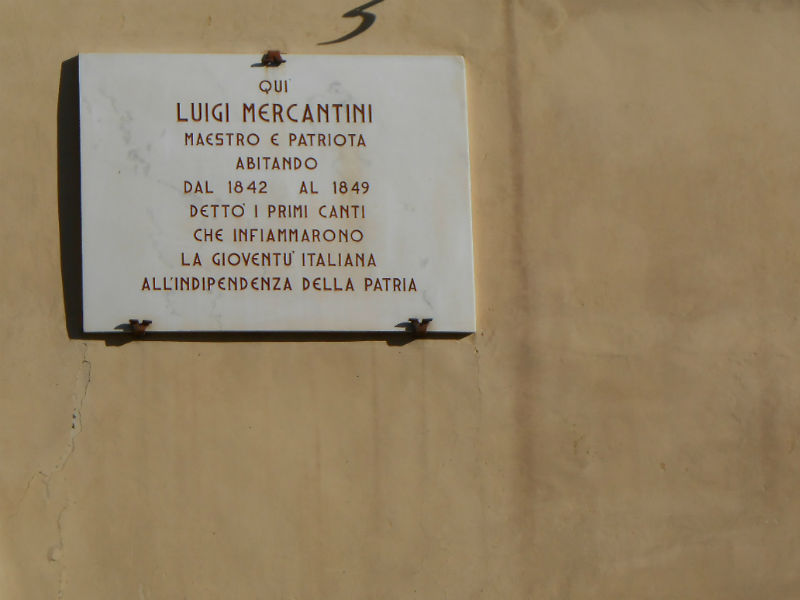 QUI'
LUIGI MERCANTINI
MAESTRO E PATRIOTA
ABITANDO
DAL 1842 AL 1849
DETTO' I PRIMI CANTI
CHE INFIAMMARONO
LA GIOVENTU' ITALIANA
ALL'INDIPENDENZA DELLA PATRIA